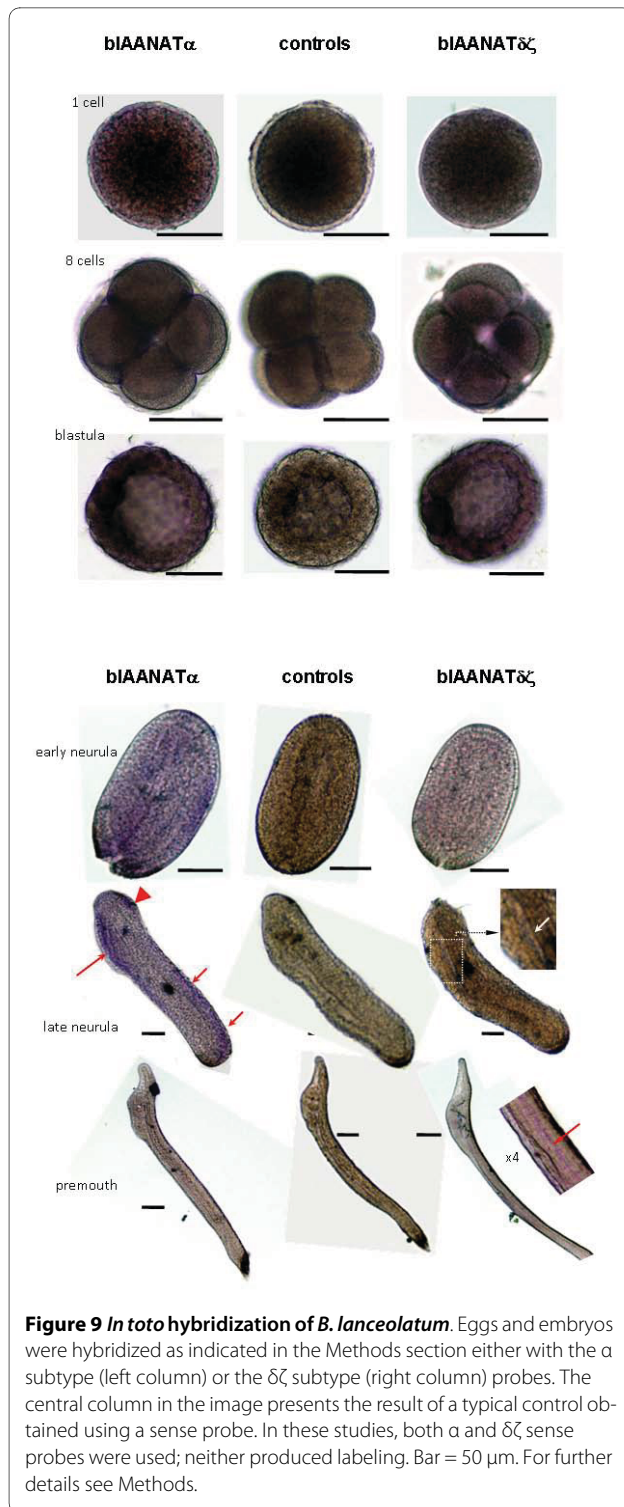 blAANATα controls blAANATδζ
1 cell
8 cells
blastula
blAANATα controls blAANATδζ
early neurula
late neurula
x4
premouth
Figure 9 In toto hybridization of B. lanceolatum. Eggs and embryos
were hybridized as indicated in the Methods section either with the α
subtype (left column) or the δζ subtype (right column) probes. The
central column in the image presents the result of a typical control ob-
tained using a sense probe. In these studies, both α and δζ sense
probes were used; neither produced labeling. Bar = 50 μm. For further
details see Methods.